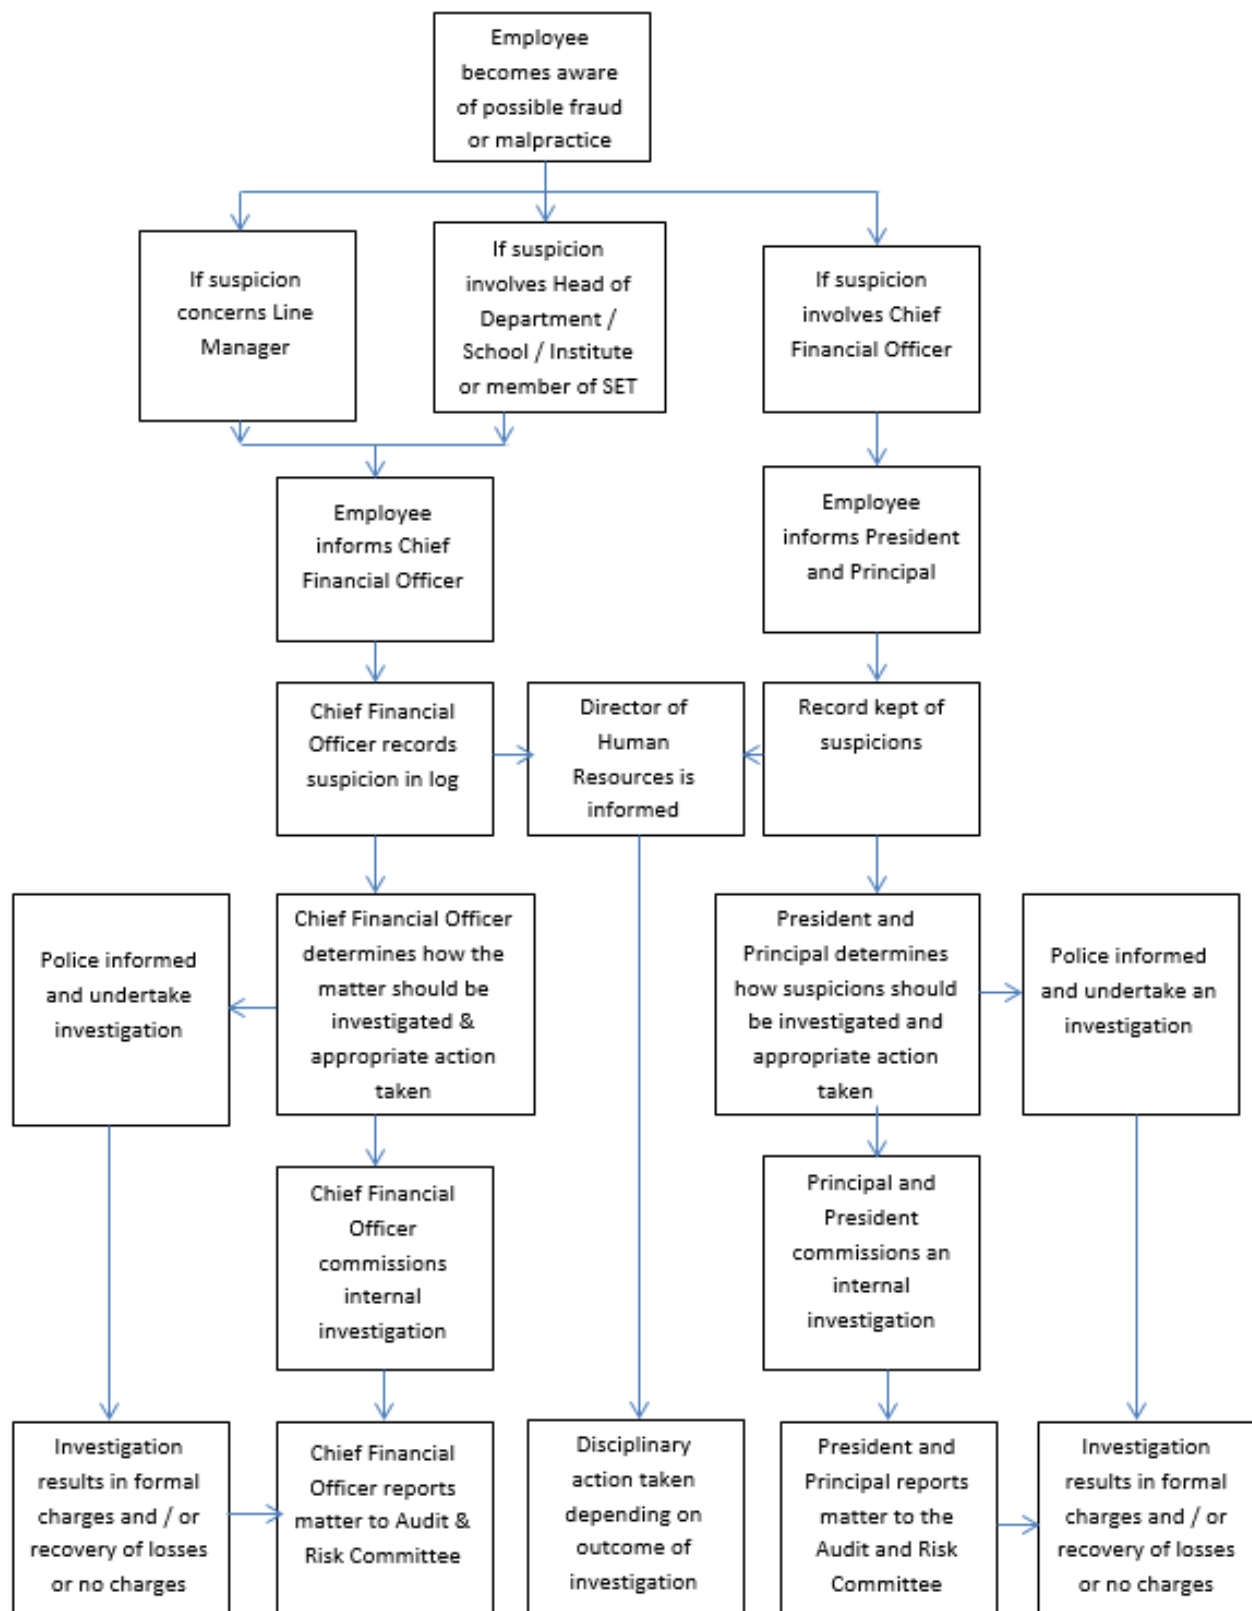 Employee
becomes aware
of possible fraud
or malpractice
If suspicion
concerns Line
Manager
If suspicion
involves Head of
Department /
School / Institute
or member of SET
If suspicion
involves Chief
Financial Officer
Employee
informs Chief
Financial Officer
Employee
informs President
and Principal
Chief Financial
Officer records
suspicion in log
Director of
Human
Resources is
informed
Record kept of
suspicions
Police informed
and undertake
investigation
Chief Financial Officer
determines how the
matter should be
investigated &
appropriate action
taken
President and
Principal determines
how suspicions should
be investigated and
appropriate action
taken
Police informed
and undertake an
investigation
Chief Financial
Officer
commissions
internal
investigation
Principal and
President
commissions an
internal
investigation
Investigation
results in formal
charges and / or
recovery of losses
or no charges
Chief Financial
Officer reports
matter to Audit &
Risk Committee
Disciplinary
action taken
depending on
outcome of
investigation
President and
Principal reports
matter to the
Audit and Risk
Committee
Investigation
results in formal
charges and / or
recovery of losses
or no charges